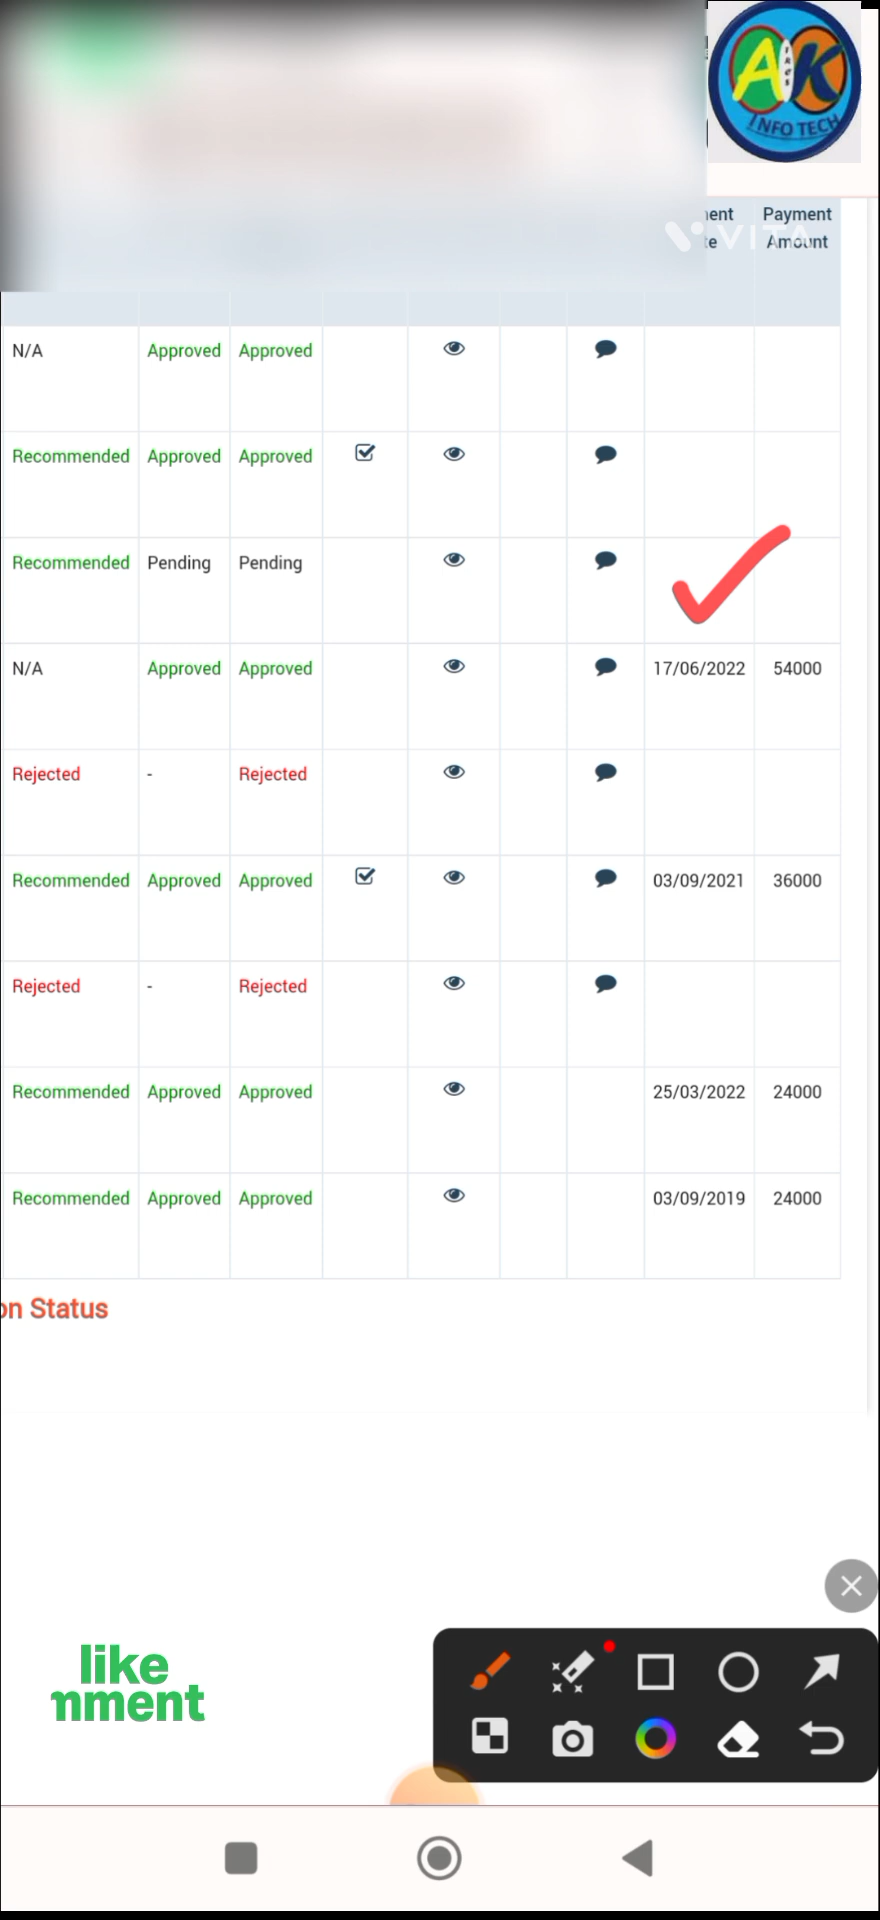 AK
INFO TECH
Payment
Amount
VITA
N/A Approved Approved
Recommended Approved Approved
Recommended Pending Pending
N/A Approved Approved 17/06/2022 54000
Rejected - Rejected
Recommended Approved Approved 03/09/2021 36000
Rejected - Rejected
Recommended Approved Approved 25/03/2022 24000
Recommended Approved Approved 03/09/2019 24000
on Status
like
mment